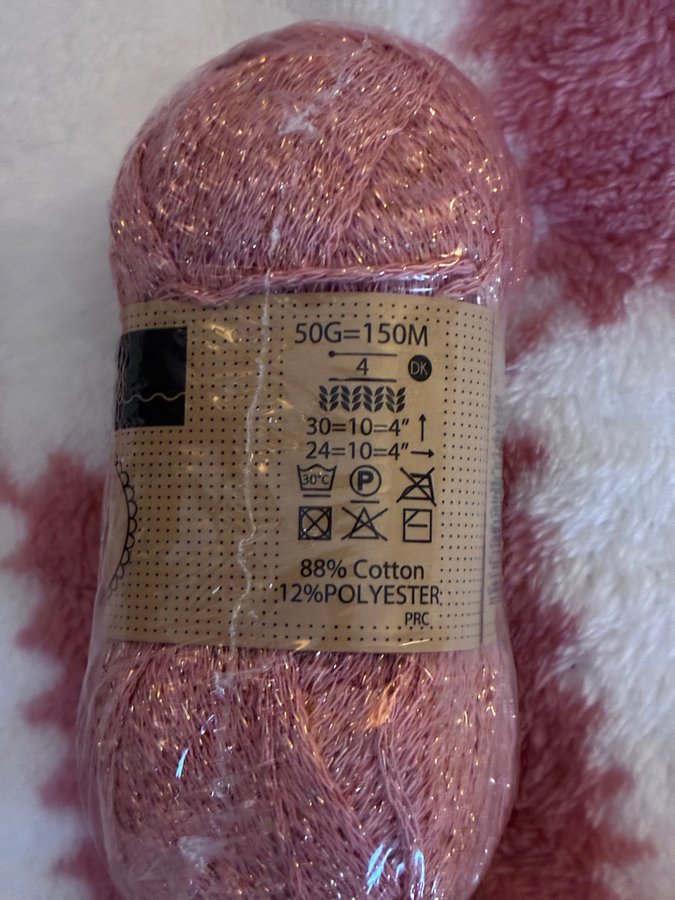 50G=150M
4
DK
30=10=4”
24=10=4”
30°C
P
88% Cotton
12%POLYESTER
PRC